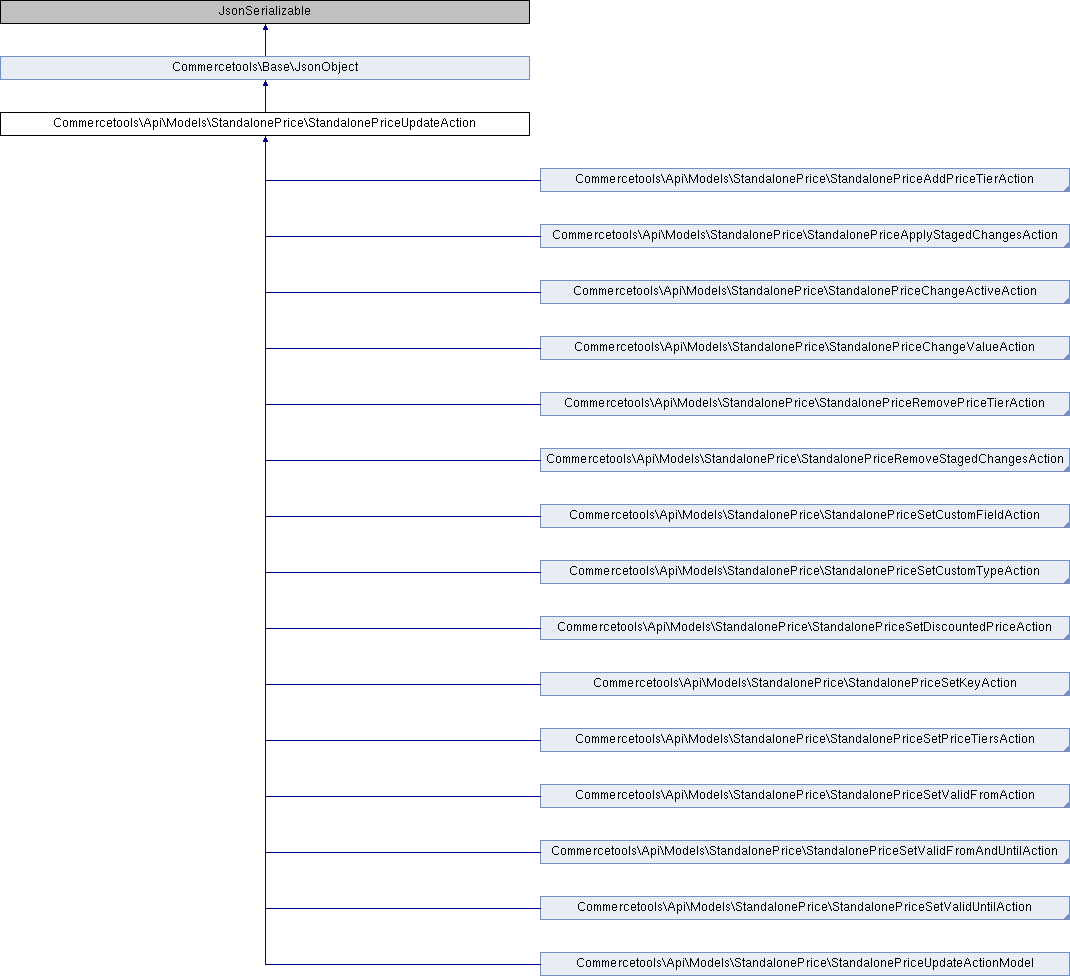 JsonSerializable
Commercetools\Base\JsonObject
Commercetools\Api\Models\StandalonePrice\StandalonePriceUpdateAction
Commercetools\Api\Models\StandalonePrice\StandalonePriceAddPriceTierAction
Commercetools\Api\Models\StandalonePrice\StandalonePriceApplyStagedChangesAction
Commercetools\Api\Models\StandalonePrice\StandalonePriceChangeActiveAction
Commercetools\Api\Models\StandalonePrice\StandalonePriceChangeValueAction
Commercetools\Api\Models\StandalonePrice\StandalonePriceRemovePriceTierAction
Commercetools\Api\Models\StandalonePrice\StandalonePriceRemoveStagedChangesAction
Commercetools\Api\Models\StandalonePrice\StandalonePriceSetCustomFieldAction
Commercetools\Api\Models\StandalonePrice\StandalonePriceSetCustomTypeAction
Commercetools\Api\Models\StandalonePrice\StandalonePriceSetDiscountedPriceAction
Commercetools\Api\Models\StandalonePrice\StandalonePriceSetKeyAction
Commercetools\Api\Models\StandalonePrice\StandalonePriceSetPriceTiersAction
Commercetools\Api\Models\StandalonePrice\StandalonePriceSetValidFromAction
Commercetools\Api\Models\StandalonePrice\StandalonePriceSetValidFromAndUntilAction
Commercetools\Api\Models\StandalonePrice\StandalonePriceSetValidUntilAction
Commercetools\Api\Models\StandalonePrice\StandalonePriceUpdateActionModel